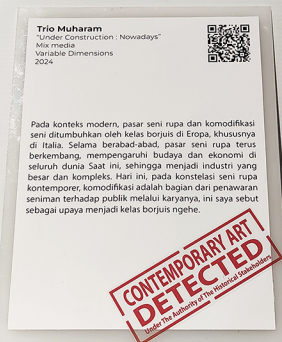 Trio Muharam
"Under Construction : Nowadays"
Mix media
Variable Dimensions
2024
Pada konteks modern, pasar seni rupa dan komodifikasi
seni ditumbuhkan oleh kelas borjuis di Eropa, khususnya
di Italia. Selama berabad-abad, pasar seni rupa terus
berkembang, mempengaruhi budaya dan ekonomi di
seluruh dunia Saat ini, sehingga menjadi industri yang
besar dan kompleks. Hari ini, pada konstelasi seni rupa
kontemporer, komodifikasi adalah bagian dari penawaran
seniman terhadap publik melalui karyanya, ini saya sebut
sebagai upaya menjadi kelas borjuis ngehe.
CONTEMPORARY ART
DETECTED
Under The Authority of The Historical Stakeholders